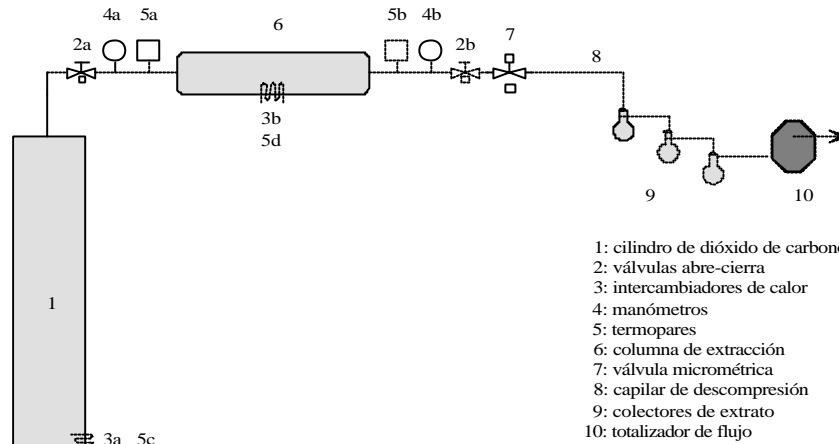 4a 5a 6 5b 4b 7
2a 2b 8
3b
5d
9 10
1
3a 5c
1: cilindro de dióxido de carbono
2: válvulas abre-cierra
3: intercambiadores de calor
4: manómetros
5: termopares
6: columna de extracción
7: válvula micrométrica
8: capilar de descompresión
9: colectores de extrato
10: totalizador de flujo